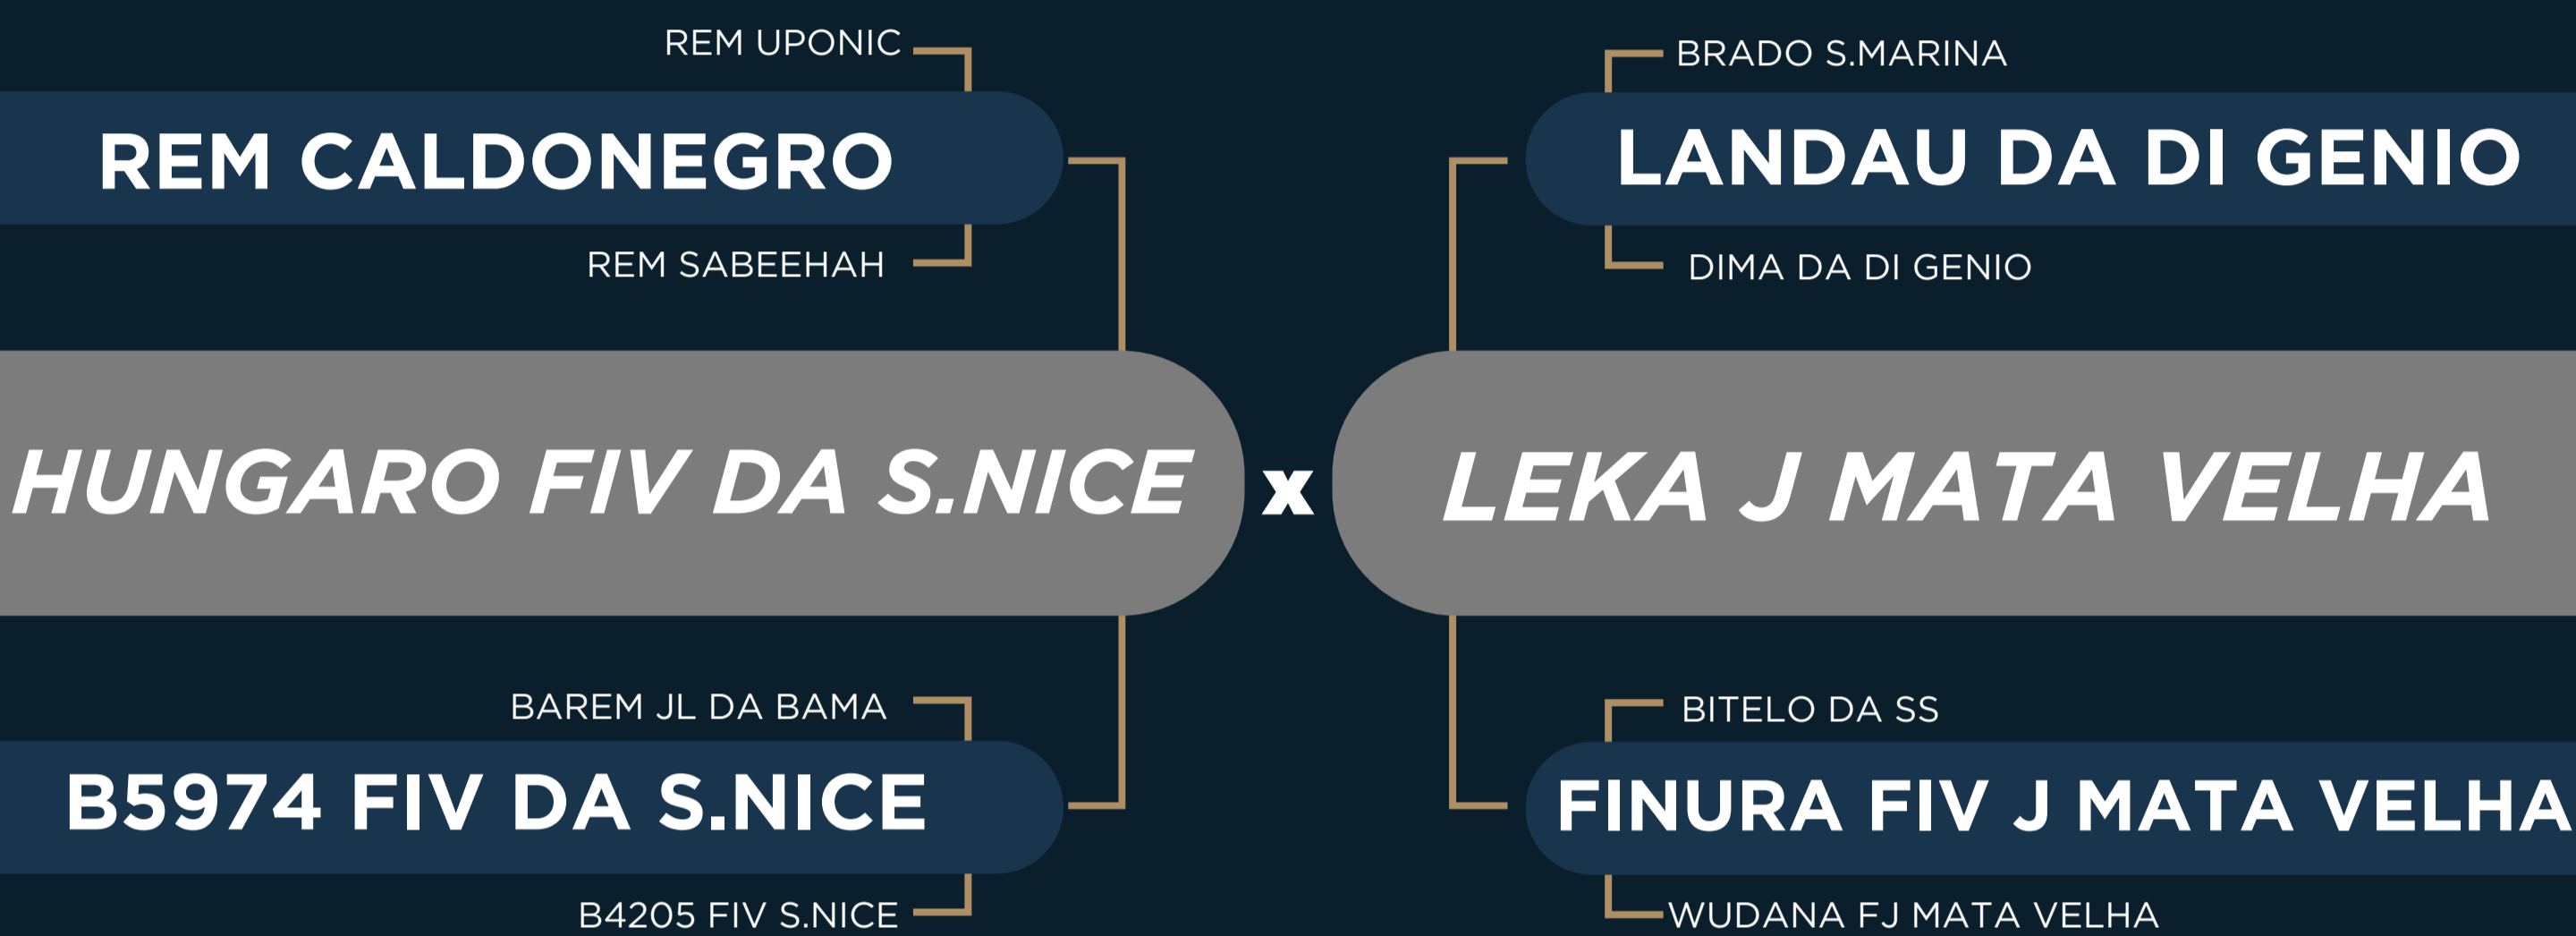 REM UPONIC
REM CALDONEGRO
REM SABEEHAH
HUNGARO FIV DA S.NICE
BAREM JL DA BAMA
B5974 FIV DA S.NICE
B4205 FIV S.NICE
x
BRADO S.MARINA
LANDAU DA DI GENIO
DIMA DA DI GENIO
LEKA J MATA VELHA
BITELO DA SS
FINURA FIV J MATA VELHA
WUDANA FJ MATA VELHA